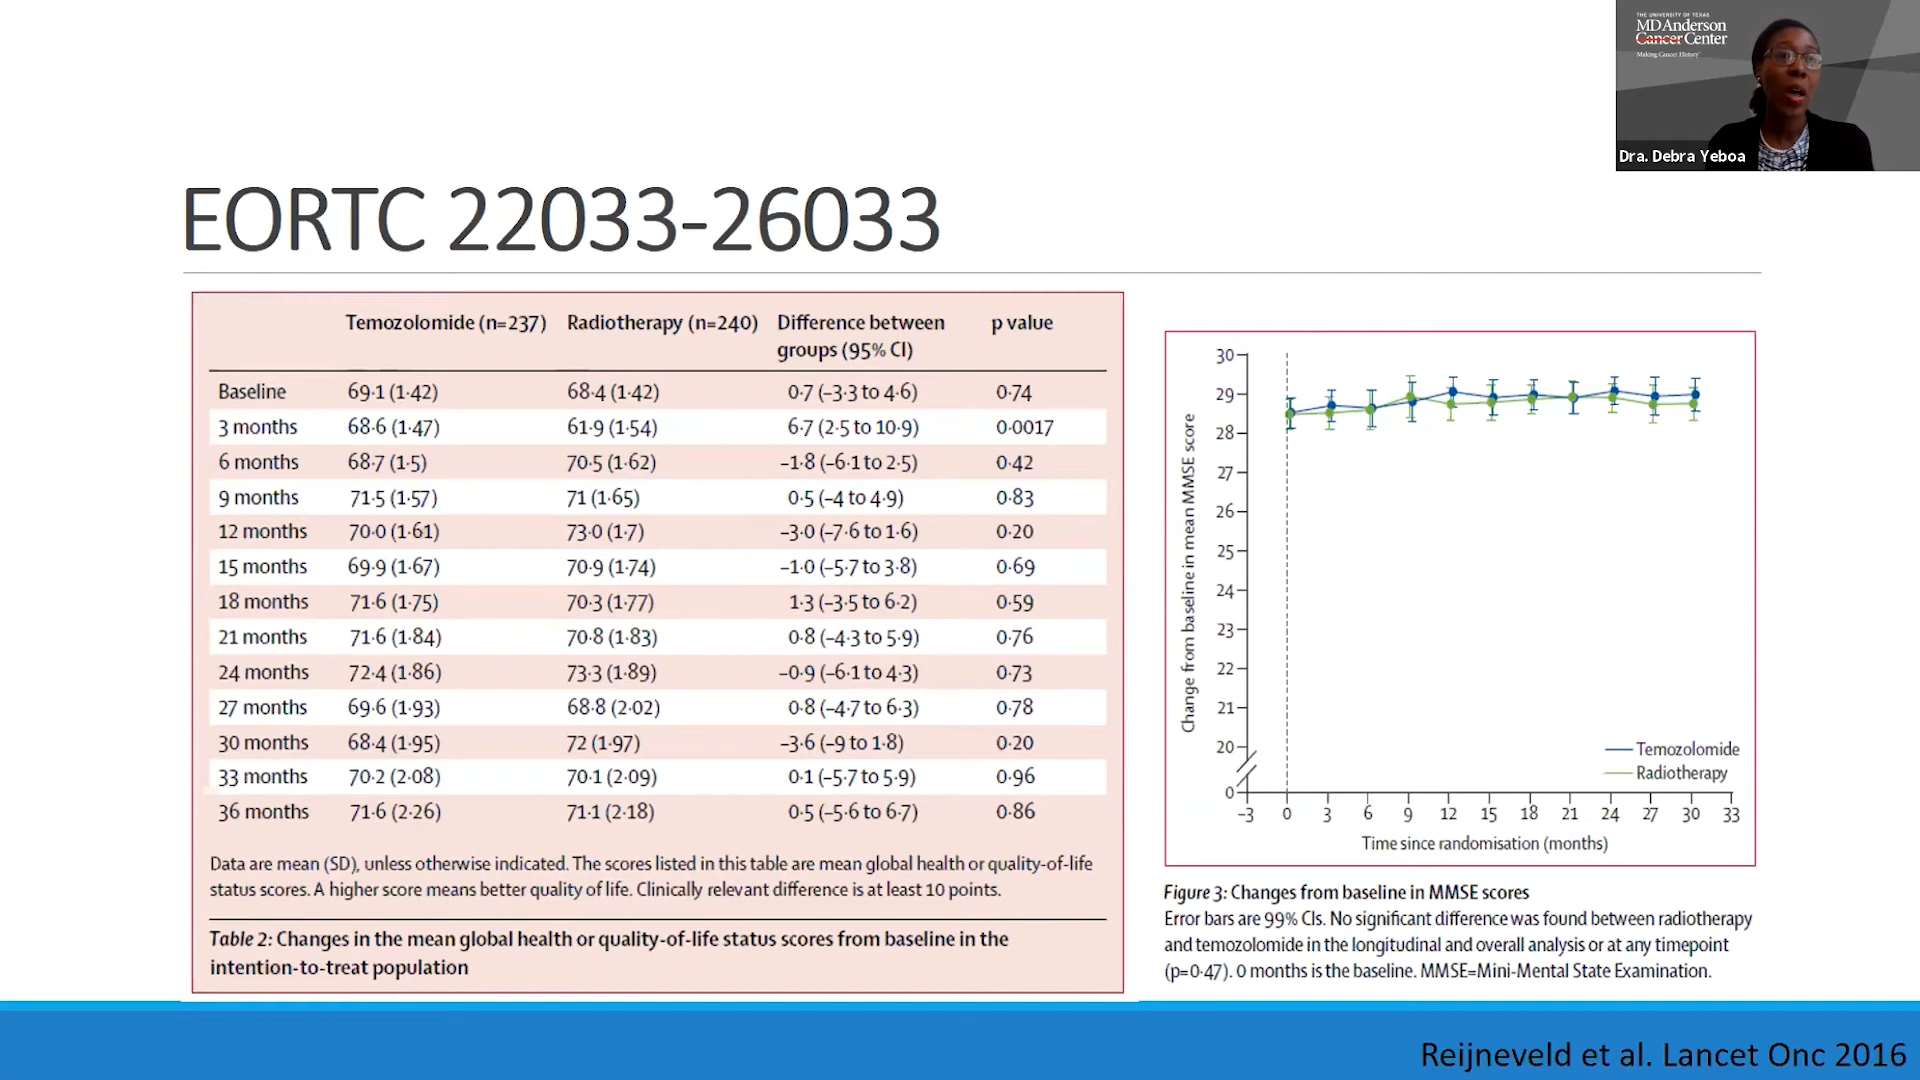 THE UNIVERSITY OF TEXAS
MD Anderson
Cancer Center
Making Cancer History®
Dra. Debra Yeboa
EORTC 22033-26033
Temozolomide (n=237) Radiotherapy (n=240) Difference between groups (95% CI) p value
Baseline 69·1 (1·42) 68·4 (1·42) 0·7 (–3·3 to 4·6) 0·74
3 months 68·6 (1·47) 61·9 (1·54) 6·7 (2·5 to 10·9) 0·0017
6 months 68·7 (1·5) 70·5 (1·62) –1·8 (–6·1 to 2·5) 0·42
9 months 71·5 (1·57) 71 (1·65) 0·5 (–4 to 4·9) 0·83
12 months 70·0 (1·61) 73·0 (1·7) –3·0 (–7·6 to 1·6) 0·20
15 months 69·9 (1·67) 70·9 (1·74) –1·0 (–5·7 to 3·8) 0·69
18 months 71·6 (1·75) 70·3 (1·77) 1·3 (–3·5 to 6·2) 0·59
21 months 71·6 (1·84) 70·8 (1·83) 0·8 (–4·3 to 5·9) 0·76
24 months 72·4 (1·86) 73·3 (1·89) –0·9 (–6·1 to 4·3) 0·73
27 months 69·6 (1·93) 68·8 (2·02) 0·8 (–4·7 to 6·3) 0·78
30 months 68·4 (1·95) 72 (1·97) –3·6 (–9 to 1·8) 0·20
33 months 70·2 (2·08) 70·1 (2·09) 0·1 (–5·7 to 5·9) 0·96
36 months 71·6 (2·26) 71·1 (2·18) 0·5 (–5·6 to 6·7) 0·86
Data are mean (SD), unless otherwise indicated. The scores listed in this table are mean global health or quality-of-life
status scores. A higher score means better quality of life. Clinically relevant difference is at least 10 points.
Table 2: Changes in the mean global health or quality-of-life status scores from baseline in the
intention-to-treat population
Change from baseline in mean MMSE score
30
29
28
27
26
25
24
23
22
21
20
0
–3 0 3 6 9 12 15 18 21 24 27 30 33
Time since randomisation (months)
Temozolomide
Radiotherapy
Figure 3: Changes from baseline in MMSE scores
Error bars are 99% CIs. No significant difference was found between radiotherapy
and temozolomide in the longitudinal and overall analysis or at any timepoint
(p=0·47). 0 months is the baseline. MMSE=Mini-Mental State Examination.
Reijneveld et al. Lancet Onc 2016